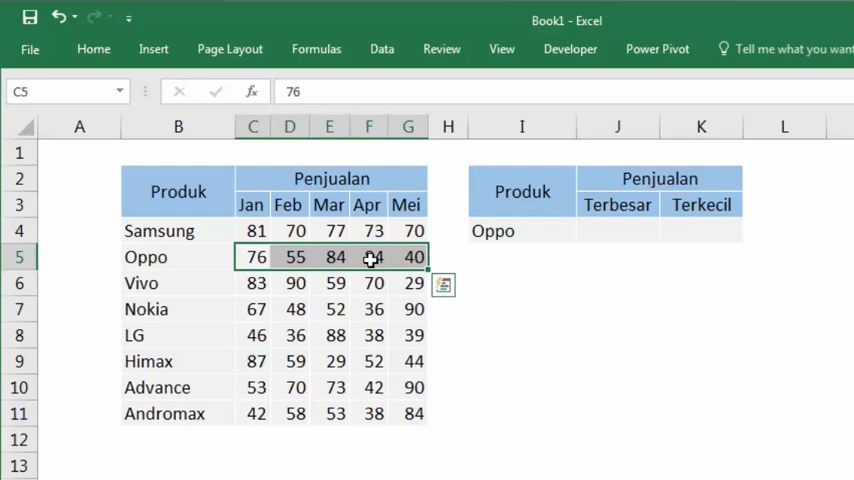 Book1 - Excel
File Home Insert Page Layout Formulas Data Review View Developer Power Pivot Tell me what you want
C5 fx 76
A B C D E F G H I J K L
1
2 Produk Penjualan Produk Penjualan
3 Jan Feb Mar Apr Mei Terbesar Terkecil
4 Samsung 81 70 77 73 70 Oppo
5 Oppo 76 55 84 40
6 Vivo 83 90 59 70 29
7 Nokia 67 48 52 36 90
8 LG 46 36 88 38 39
9 Himax 87 59 29 52 44
10 Advance 53 70 73 42 90
11 Andromax 42 58 53 38 84
12
13